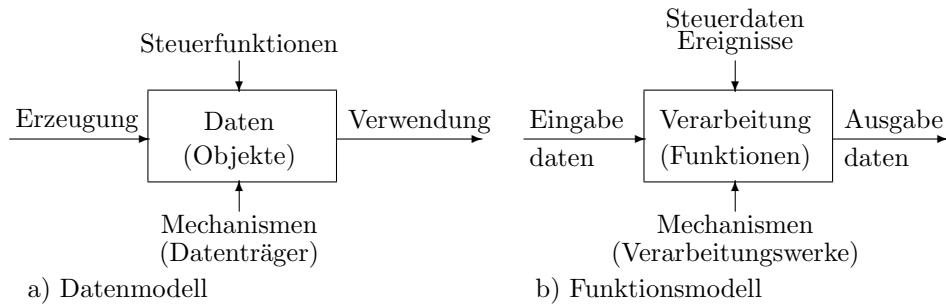 Steuerfunktionen
Erzeugung
Daten
(Objekte)
Verwendung
Mechanismen
(Datenträger)
a) Datenmodell
Steuerdaten
Ereignisse
Eingabe
daten
Verarbeitung
(Funktionen)
Ausgabe
daten
Mechanismen
(Verarbeitungswerke)
b) Funktionsmodell